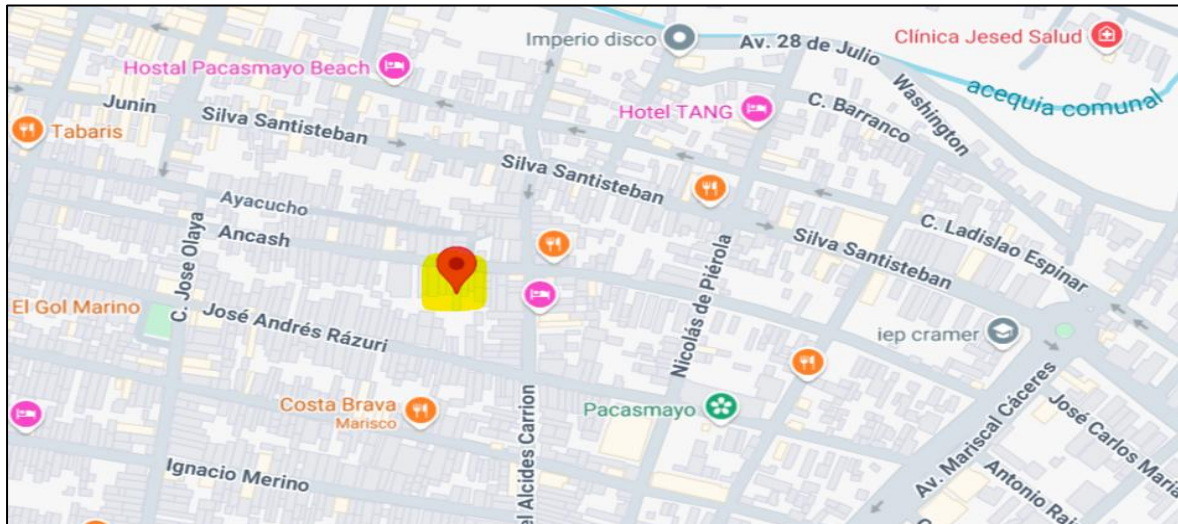 Imperio disco
Av. 28 de Julio
Clínica Jesed Salud
Hostal Pacasmayo Beach
acequia comunal
Washington
Junin
Hotel TANG
C. Barranco
Tabaris
Silva Santisteban
Silva Santisteban
Ayacucho
Ancash
C. Jose Olaya
Nicolás de Piérola
Silva Santisteban
C. Ladislao Espinar
El Gol Marino
José Andrés Rázuri
iep cramer
Costa Brava
Marisco
Pacasmayo
Av. Mariscal Cáceres
José Carlos Maria
Ignacio Merino
el Alcides Carrion
Antonio Rai